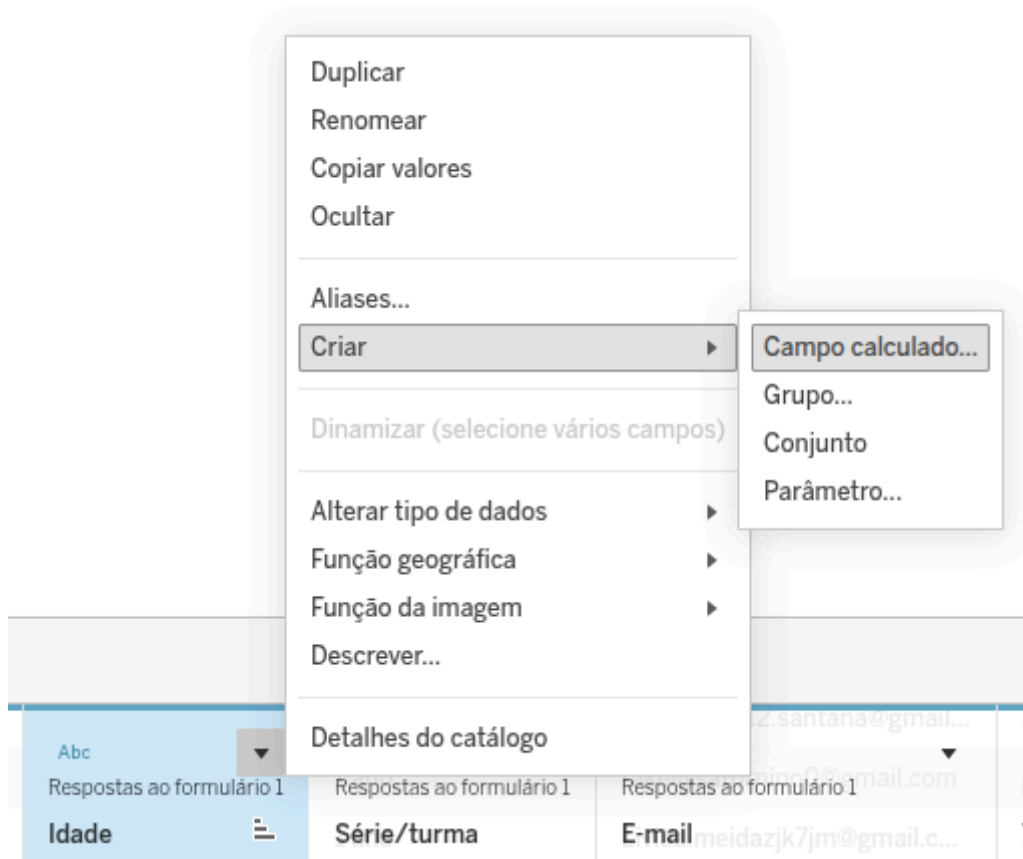 Duplicar
Renomear
Copiar valores
Ocultar
Aliases...
Criar
Campo calculado...
Grupo...
Conjunto
Parâmetro...
Dinamizar (selecione vários campos)
Alterar tipo de dados
Função geográfica
Função da imagem
Descrever...
Detalhes do catálogo
Abc
Respostas ao formulário 1
Respostas ao formulário 1
Respostas ao formulário 1
Idade
Série/turma
E-mail